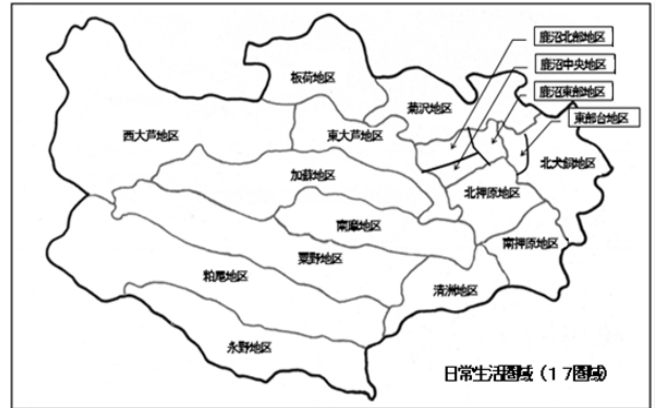 鹿沼北部地区
鹿沼中央地区
鹿沼東部地区
東部台地区
板荷地区
菊沢地区
西大芦地区
東大芦地区
北犬飼地区
加蘇地区
北押原地区
南摩地区
南押原地区
粟野地区
粕尾地区
清洲地区
永野地区
日常生活圏域（１７圏域）